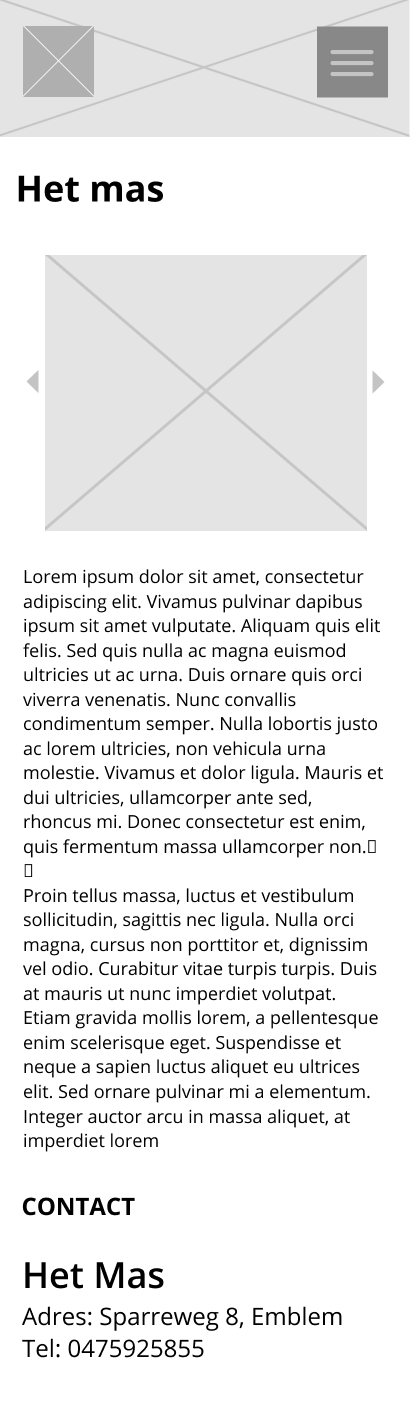 Het mas
Lorem ipsum dolor sit amet, consectetur
adipiscing elit. Vivamus pulvinar dapibus
ipsum sit amet vulputate. Aliquam quis elit
felis. Sed quis nulla ac magna euismod
ultricies ut ac urna. Duis ornare quis orci
viverra venenatis. Nunc convallis
condimentum semper. Nulla lobortis justo
ac lorem ultricies, non vehicula urna
molestie. Vivamus et dolor ligula. Mauris et
dui ultricies, ullamcorper ante sed,
rhoncus mi. Donec consectetur est enim,
quis fermentum massa ullamcorper non.
Proin tellus massa, luctus et vestibulum
sollicitudin, sagittis nec ligula. Nulla orci
magna, cursus non porttitor et, dignissim
vel odio. Curabitur vitae turpis turpis. Duis
at mauris ut nunc imperdiet volutpat.
Etiam gravida mollis lorem, a pellentesque
enim scelerisque eget. Suspendisse et
neque a sapien luctus aliquet eu ultrices
elit. Sed ornare pulvinar mi a elementum.
Integer auctor arcu in massa aliquet, at
imperdiet lorem
CONTACT
Het Mas
Adres: Sparreweg 8, Emblem
Tel: 0475925855